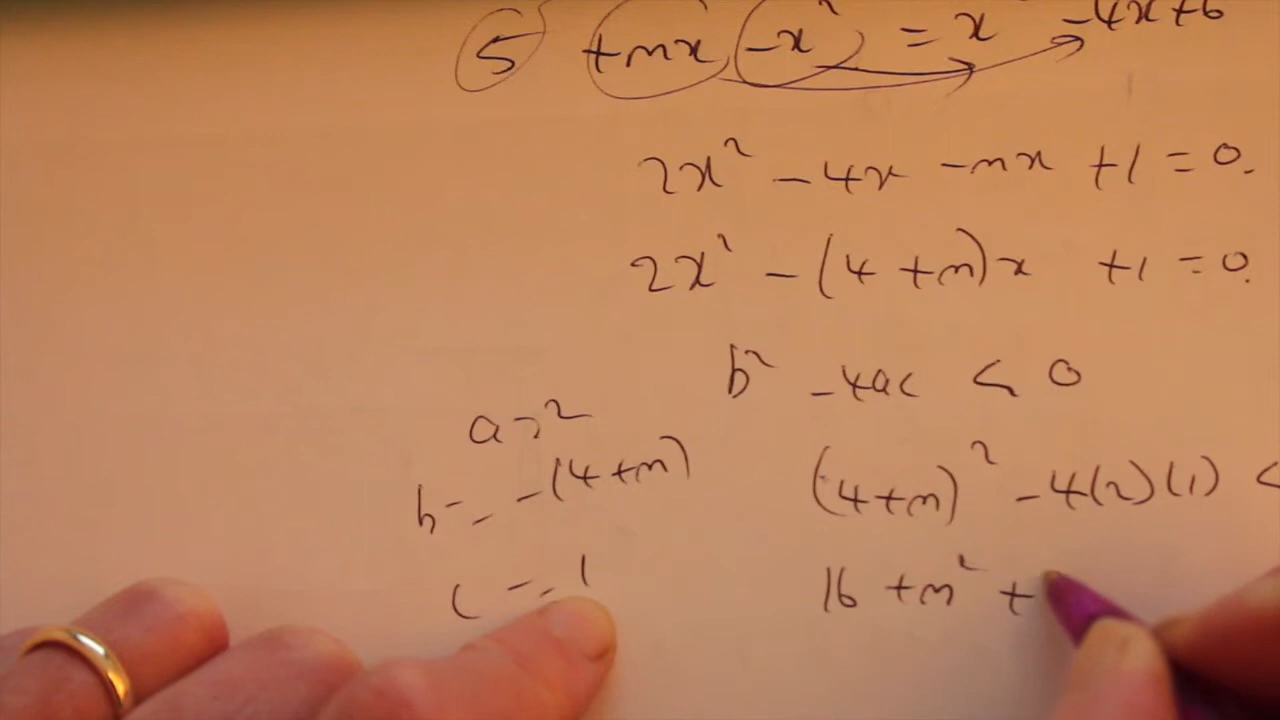 5 +mx -x² = x² -4x+6
2x² - 4x - mx + 1 = 0.
2x² - (4 + m)x + 1 = 0.
b² - 4ac < 0
a = 2
b = - (4+m)
(4+m)² - 4(2)(1) <
c = 1
16 + m² +